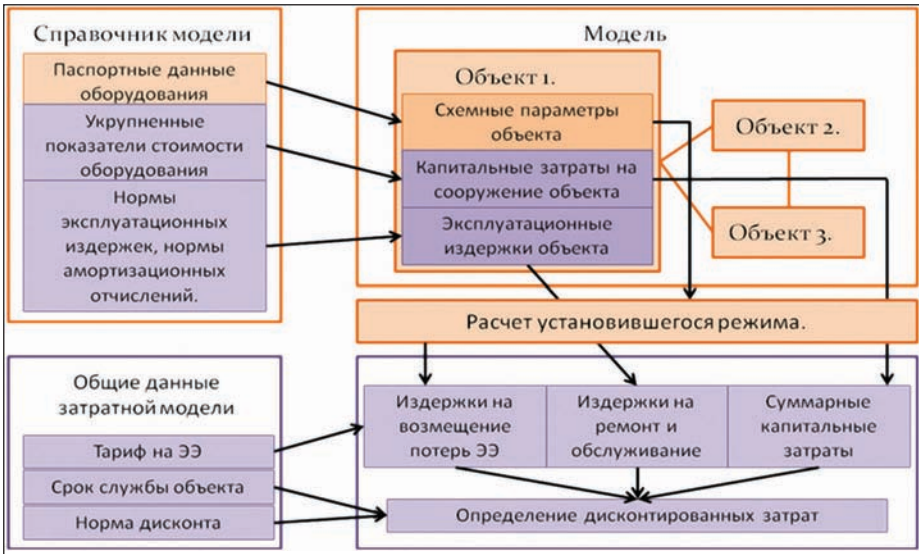 Справочник модели
Паспортные данные
оборудования
Укрупненные
показатели стоимости
оборудования
Нормы
эксплуатационных
издержек, нормы
амортизационных
отчислений.
Модель
Объект 1.
Схемные параметры
объекта
Капитальные затраты на
сооружение объекта
Эксплуатационные
издержки объекта
Объект 2.
Объект 3.
Расчет установившегося режима.
Общие данные
затратной модели
Тариф на ЭЭ
Срок службы объекта
Норма дисконта
Издержки на
возмещение
потерь ЭЭ
Издержки на
ремонт и
обслуживание
Суммарные
капитальные
затраты
Определение дисконтированных затрат